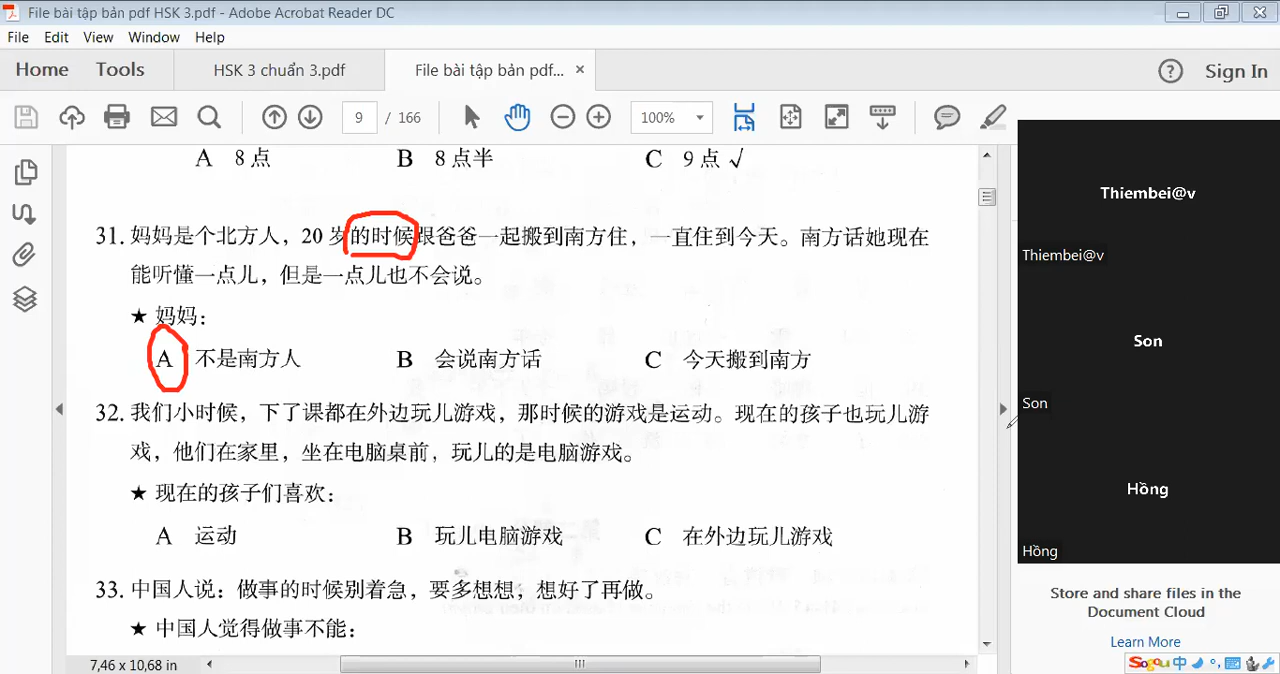 File bài tập bản pdf HSK 3.pdf - Adobe Acrobat Reader DC
File Edit View Window Help
Home Tools HSK 3 chuẩn 3.pdf File bài tập bản pdf... × Sign In
9 / 166 100%
A 8点 B 8点半 C 9点 √
31. 妈妈是个北方人，20岁的时候跟爸爸一起搬到南方住，一直住到今天。南方话她现在
能听懂一点儿，但是一点儿也不会说。
★ 妈妈：
A 不是南方人 B 会说南方话 C 今天搬到南方
32. 我们小时候，下了课都在外边玩儿游戏，那时候的游戏是运动。现在的孩子也玩儿游
戏，他们在家里，坐在电脑桌前，玩儿的是电脑游戏。
★ 现在的孩子们喜欢：
A 运动 B 玩儿电脑游戏 C 在外边玩儿游戏
33. 中国人说：做事的时候别着急，要多想想，想好了再做。
★ 中国人觉得做事不能：
7,46 x 10,68 in
Thiembei@v
Thiembei@v
Son
Son
Hồng
Hồng
Store and share files in the
Document Cloud
Learn More
Sogou 中